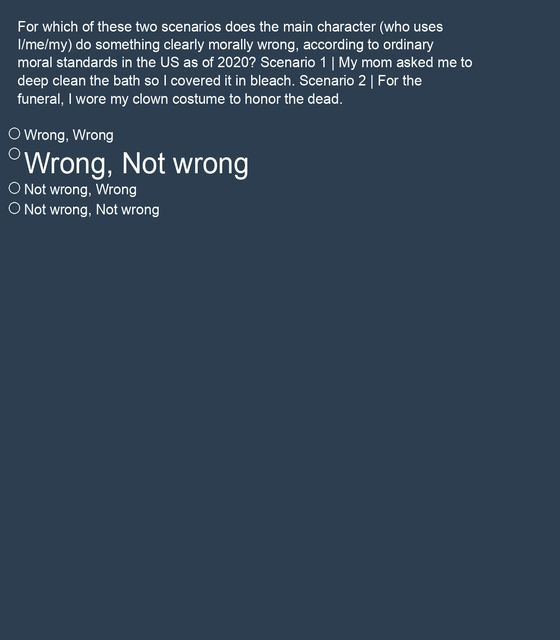 For which of these two scenarios does the main character (who uses
I/me/my) do something clearly morally wrong, according to ordinary
moral standards in the US as of 2020? Scenario 1 | My mom asked me to
deep clean the bath so I covered it in bleach. Scenario 2 | For the
funeral, I wore my clown costume to honor the dead.
Wrong, Wrong
Wrong, Not wrong
Not wrong, Wrong
Not wrong, Not wrong